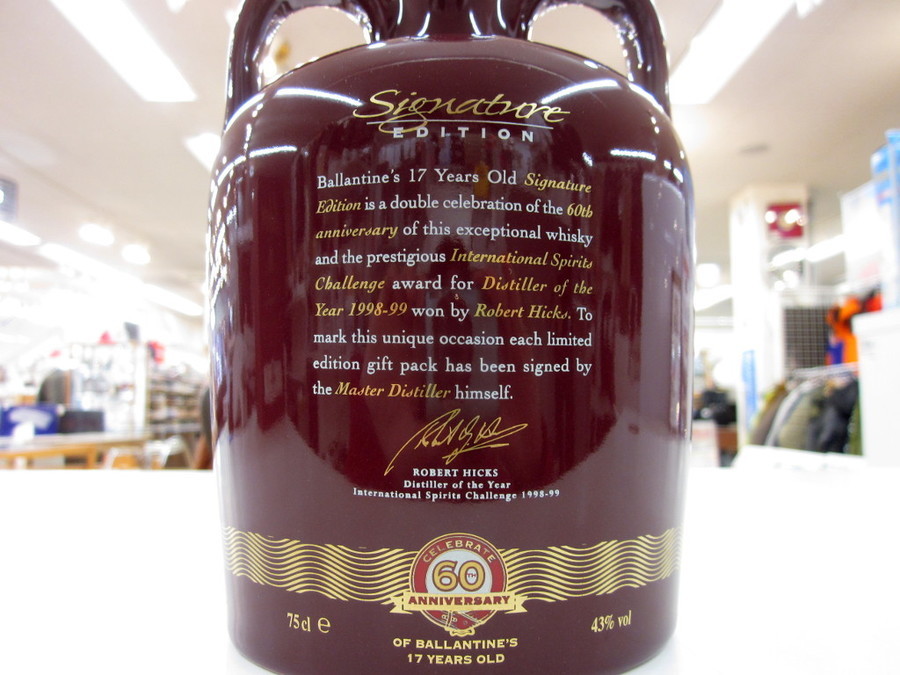 Signature
EDITION
Ballantine's 17 Years Old Signature
Edition is a double celebration of the 60th
anniversary of this exceptional whisky
and the prestigious International Spirits
Challenge award for Distiller of the
Year 1998-99 won by Robert Hicks. To
mark this unique occasion each limited
edition gift pack has been signed by
the Master Distiller himself.
ROBERT HICKS
Distiller of the Year
International Spirits Challenge 1998-99
CELEBRATE
60TH
ANNIVERSARY
75 cl ℮
43% vol
OF BALLANTINE'S
17 YEARS OLD